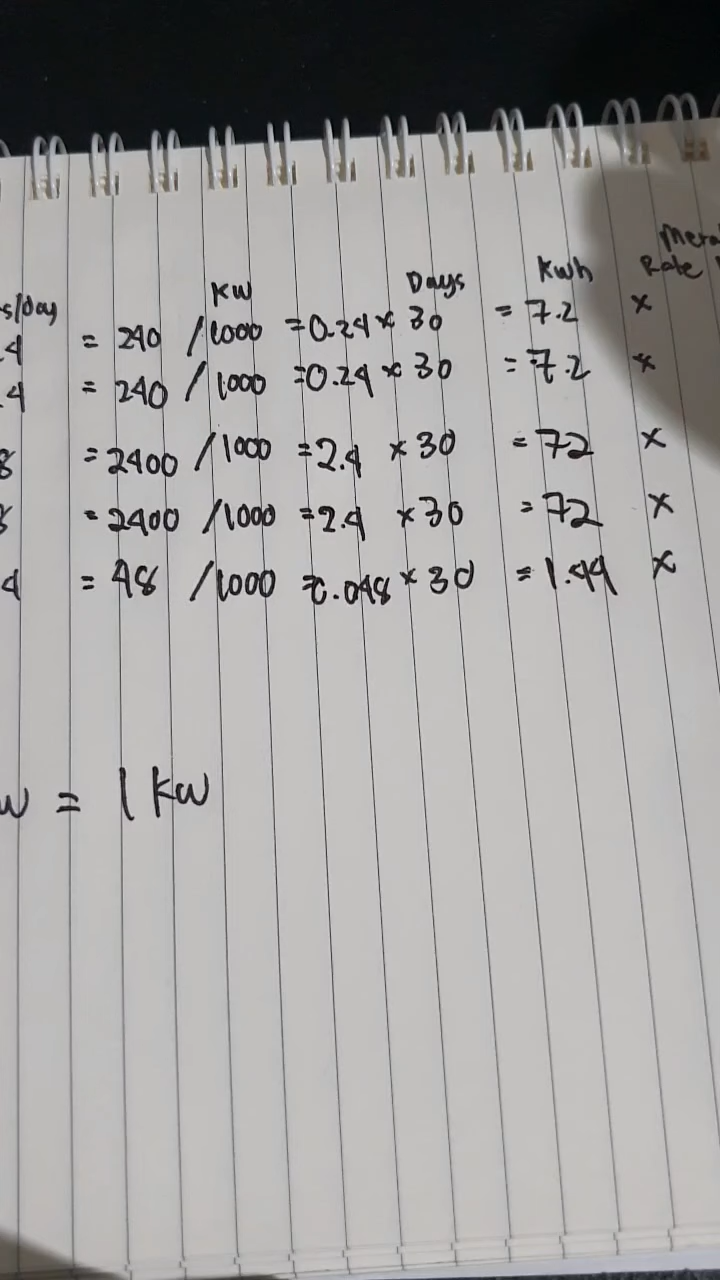 Kw Days Kwh Rate
s/day
4 = 240 /1000 =0.24 x 30 = 7.2 x
4 = 240 /1000 =0.24 x 30 = 7.2 x
8 =2400 /1000 =2.4 x 30 = 72 x
8 =2400 /1000 =2.4 x 30 = 72 x
4 = 48 /1000 =0.048 x 30 = 1.44 x
w = 1 Kw